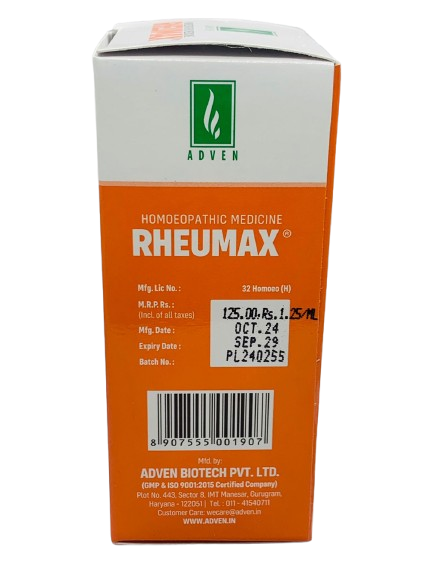 ADVEN
HOMOEOPATHIC MEDICINE
RHEUMAX ®
Mfg. Lic No. : 32 Homoeo (H)
M.R.P. Rs. : 125.00,Rs.1.25/ML
(Incl. of all taxes)
Mfg. Date : OCT.24
Expiry Date : SEP.29
Batch No. : PL240255
8 907555 001907
Mfd. by:
ADVEN BIOTECH PVT. LTD.
(GMP & ISO 9001:2015 Certified Company)
Plot No. 443, Sector 8, IMT Manesar, Gurugram,
Haryana - 122051 | Tel. : 011 - 41540711
Customer Care: wecare@adven.in
WWW.ADVEN.IN